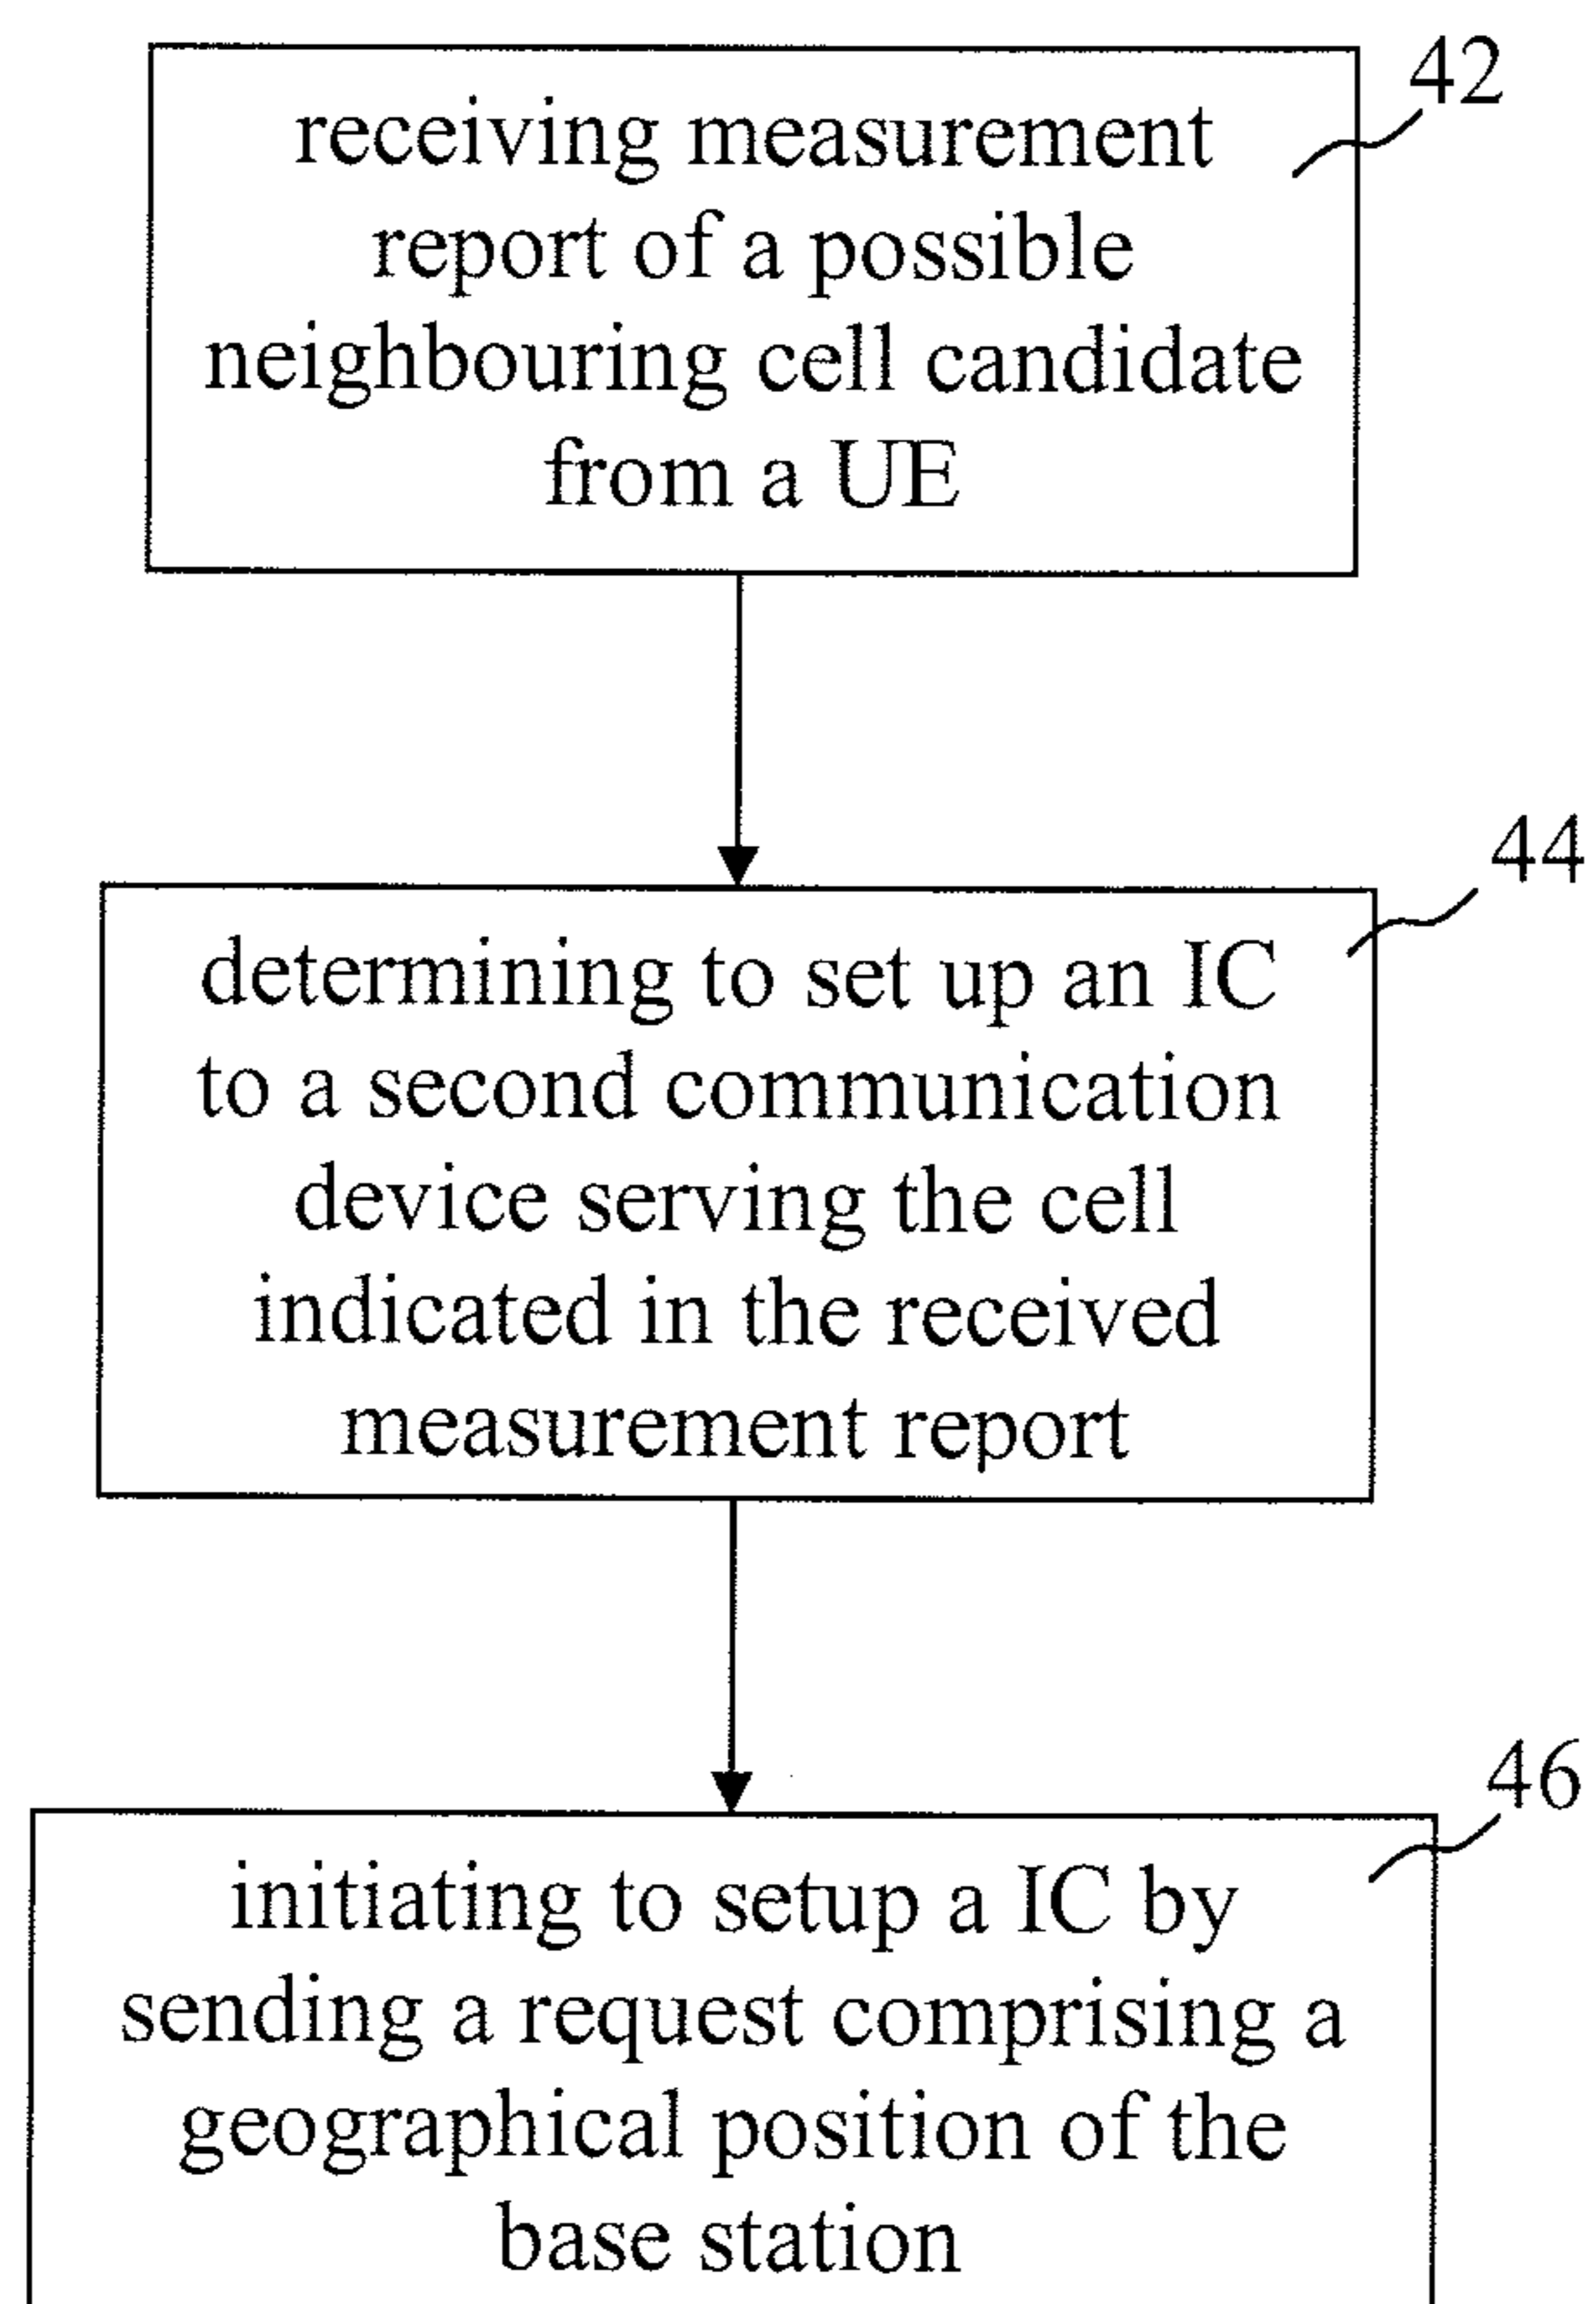 42
receiving measurement
report of a possible
neighbouring cell candidate
from a UE
44
determining to set up an IC
to a second communication
device serving the cell
indicated in the received
measurement report
46
initiating to setup a IC by
sending a request comprising a
geographical position of the
base station